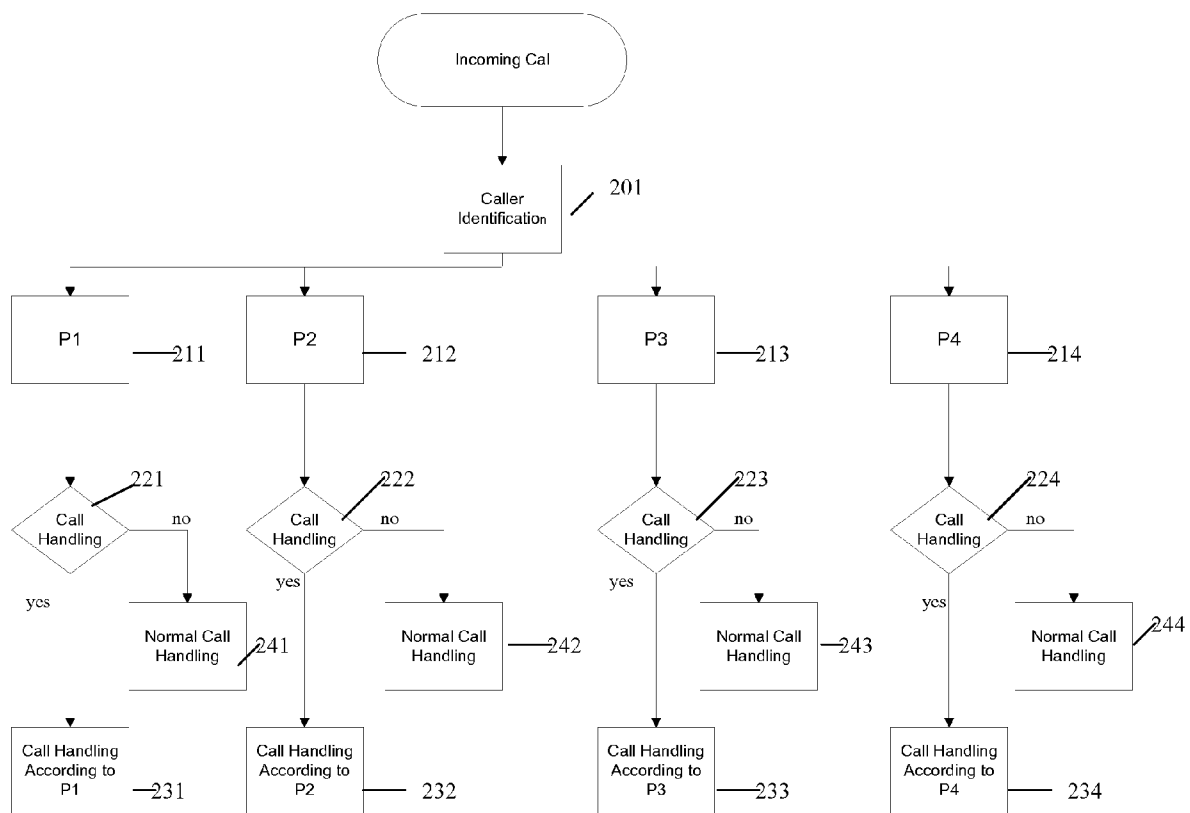 Incoming Cal
Caller
Identification
201
P1
211
P2
212
P3
213
P4
214
221
Call
Handling
no
yes
222
Call
Handling
no
yes
223
Call
Handling
no
yes
224
Call
Handling
no
yes
Normal Call
Handling
241
Normal Call
Handling
242
Normal Call
Handling
243
Normal Call
Handling
244
Call Handling
According to
P1
231
Call Handling
According to
P2
232
Call Handling
According to
P3
233
Call Handling
According to
P4
234